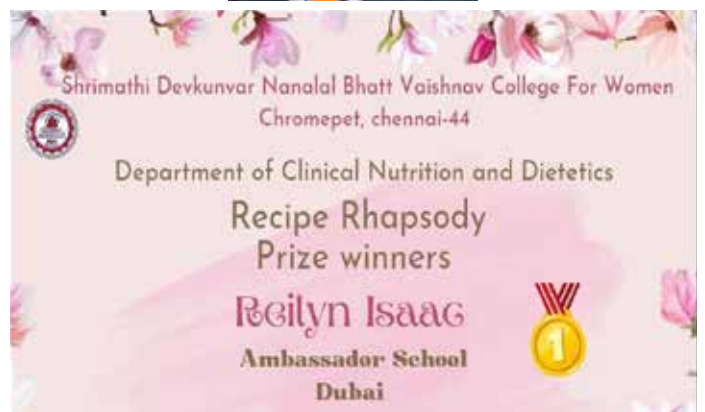 Shrimathi Devkunvar Nanalal Bhatt Vaishnav College For Women
Chromepet, chennai-44
Department of Clinical Nutrition and Dietetics
Recipe Rhapsody
Prize winners
Reilyn Isaac
1
Ambassador School
Dubai